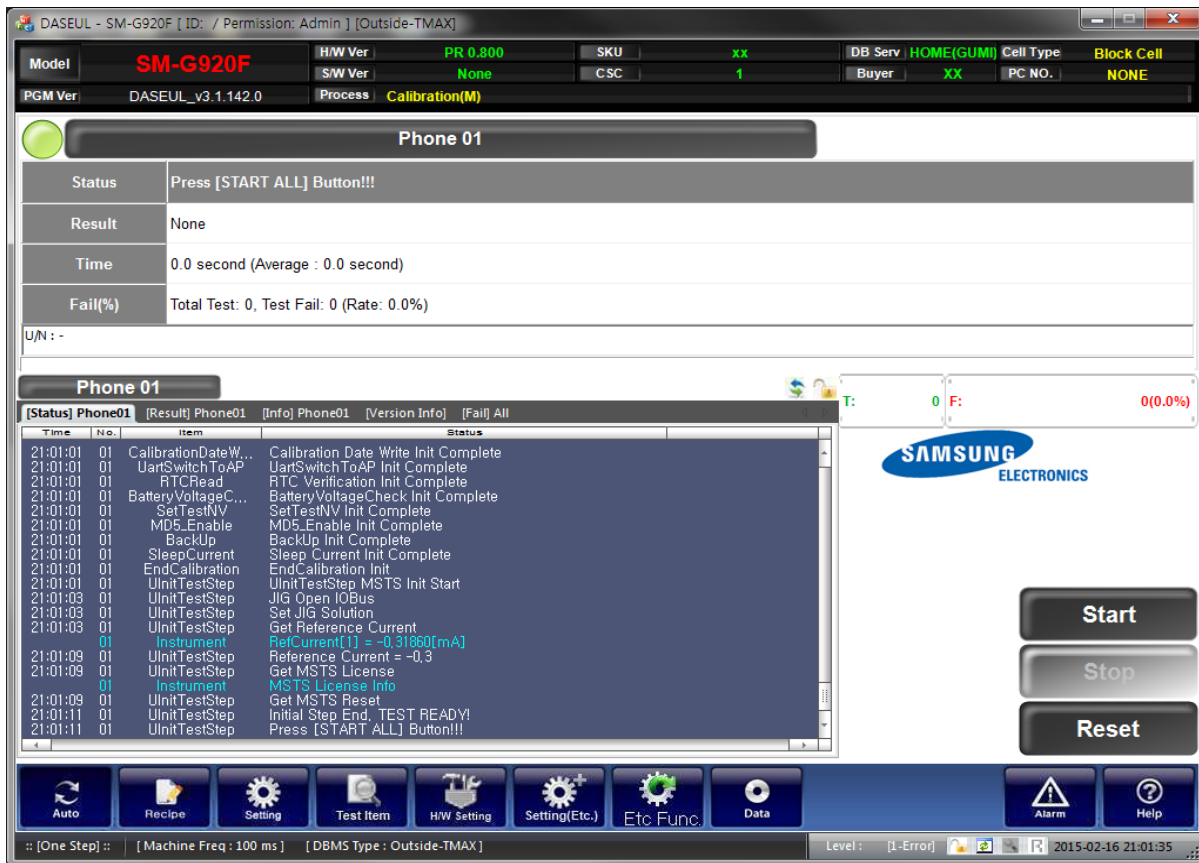 DASEUL - SM-G920F [ ID:  / Permission: Admin ] [Outside-TMAX]
Model SM-G920F H/W Ver PR 0.800 SKU xx DB Serv HOME(GUMI) Cell Type Block Cell
S/W Ver None CSC 1 Buyer XX PC NO. NONE
PGM Ver DASEUL_v3.1.142.0 Process Calibration(M)
Phone 01
Status Press [START ALL] Button!!!
Result None
Time 0.0 second (Average : 0.0 second)
Fail(%) Total Test: 0, Test Fail: 0 (Rate: 0.0%)
U/N : -
Phone 01
T: 0 F: 0(0.0%)
[Status] Phone01 [Result] Phone01 [Info] Phone01 [Version Info] [Fail] All
Time No. Item Status
21:01:01 01 CalibrationDateW... Calibration Date Write Init Complete
21:01:01 01 UartSwitchToAP UartSwitchToAP Init Complete
21:01:01 01 RTCRead RTC Verification Init Complete
21:01:01 01 BatteryVoltageC... BatteryVoltageCheck Init Complete
21:01:01 01 SetTestNV SetTestNV Init Complete
21:01:01 01 MD5_Enable MD5_Enable Init Complete
21:01:01 01 BackUp BackUp Init Complete
21:01:01 01 SleepCurrent Sleep Current Init Complete
21:01:01 01 EndCalibration EndCalibration Init
21:01:01 01 UInitTestStep UInitTestStep MSTS Init Start
21:01:03 01 UInitTestStep JIG Open IOBus
21:01:03 01 UInitTestStep Set JIG Solution
21:01:03 01 UInitTestStep Get Reference Current
01 Instrument RefCurrent[1] = -0.31860[mA]
21:01:09 01 UInitTestStep Reference Current = -0.3
21:01:09 01 UInitTestStep Get MSTS License
01 Instrument MSTS License Info
21:01:09 01 UInitTestStep Get MSTS Reset
21:01:11 01 UInitTestStep Initial Step End, TEST READY!
21:01:11 01 UInitTestStep Press [START ALL] Button!!!
SAMSUNG
ELECTRONICS
Start
Stop
Reset
Auto Recipe Setting Test Item H/W Setting Setting(Etc.) Etc Func. Data Alarm Help
:: [One Step] :: [ Machine Freq : 100 ms ] [ DBMS Type : Outside-TMAX ] Level : [1-Error] R 2015-02-16 21:01:35